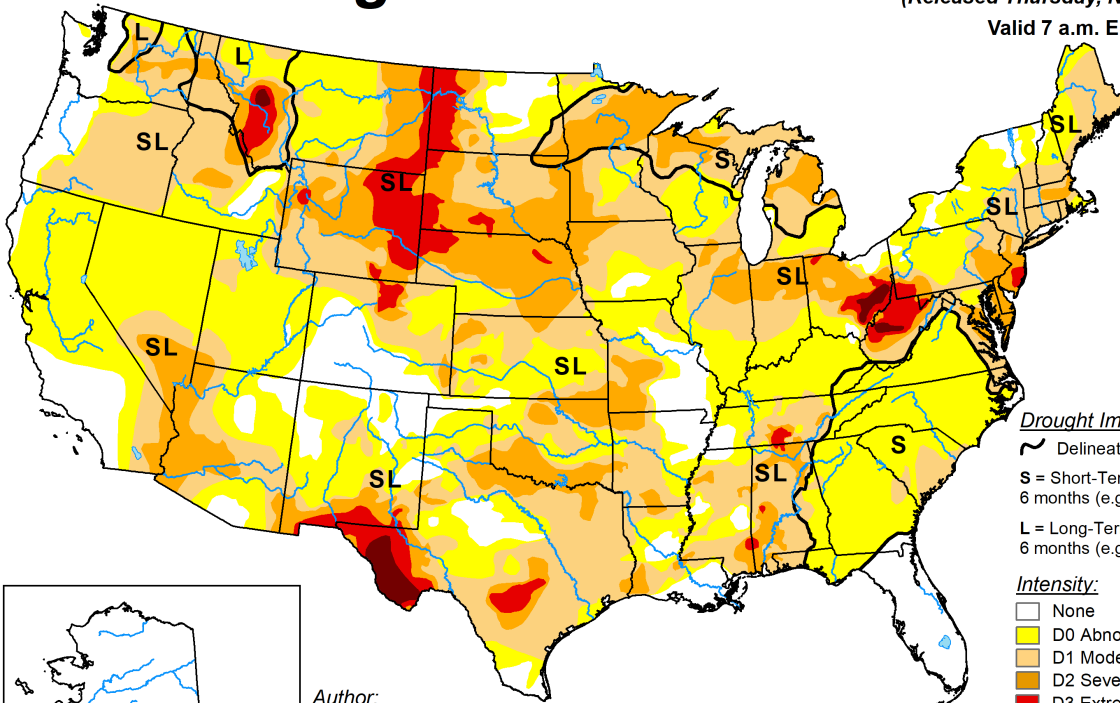 (Released Thursday, N
Valid 7 a.m. E
L
L
SL
SL
S
SL
SL
SL
SL
SL
S
SL
SL
Drought Im
Delineat
S = Short-Ter
6 months (e.g
L = Long-Ter
6 months (e.g
Intensity:
None
D0 Abno
D1 Mode
D2 Seve
D3 Extre
Author: